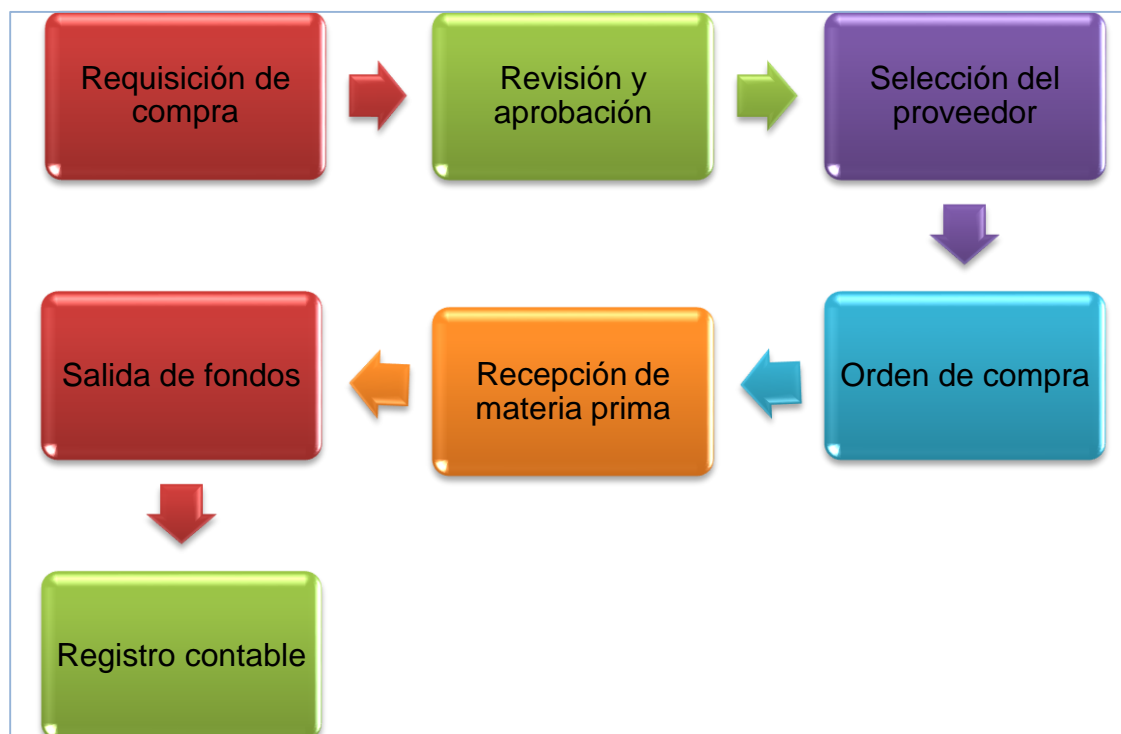 Requisición de
compra
Revisión y
aprobación
Selección del
proveedor
Orden de compra
Recepción de
materia prima
Salida de fondos
Registro contable